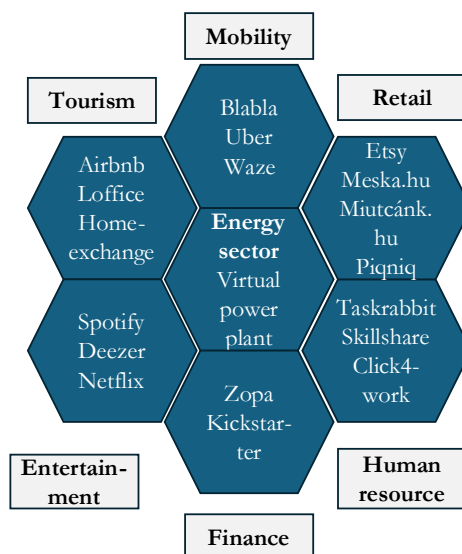 Mobility
Tourism
Retail
Blabla
Uber
Waze
Airbnb
Loffice
Home-
exchange
Etsy
Meska.hu
Miutcánk.
hu
Piqniq
Energy
sector
Virtual
power
plant
Spotify
Deezer
Netflix
Taskrabbit
Skillshare
Click4-
work
Zopa
Kickstar-
ter
Entertain-
ment
Human
resource
Finance